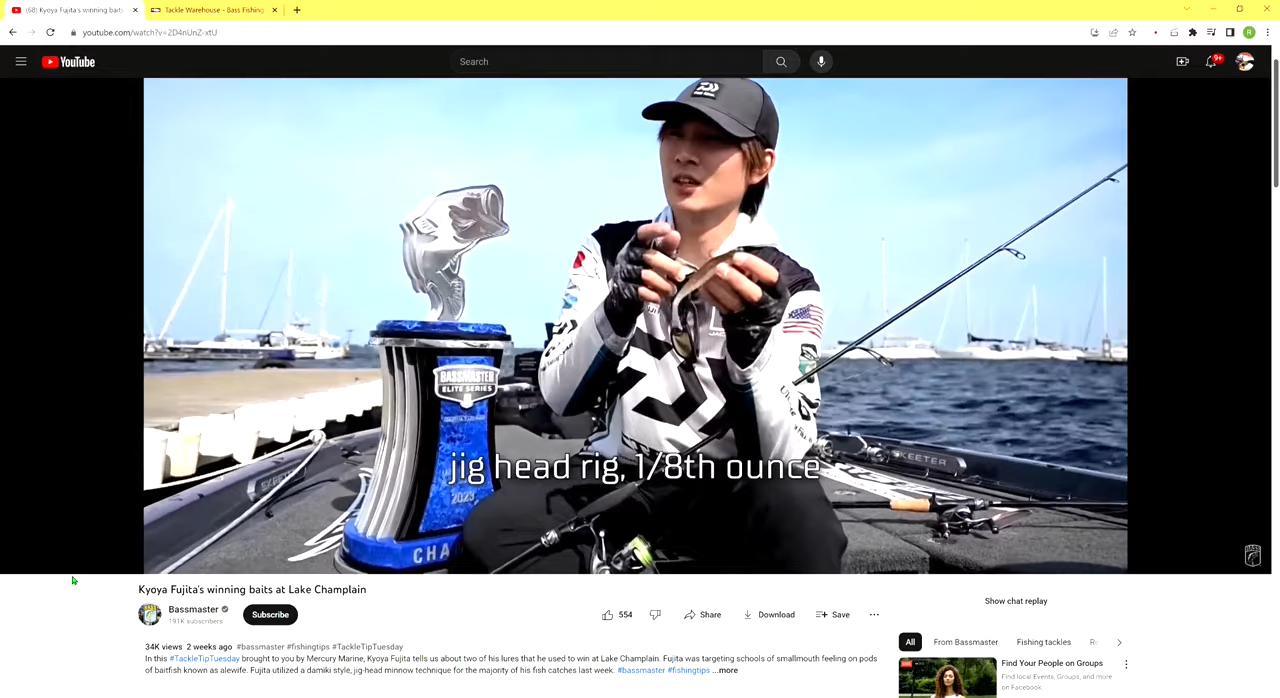 (68) Kyoya Fujita's winning baits
Tackle Warehouse - Bass Fishing
youtube.com/watch?v=2D4nUnZ-xtU
YouTube
Search
9+
BASSMASTER
ELITE SERIES
SKEETER
SKEETER
jig head rig, 1/8th ounce
2023
CHA
Kyoya Fujita's winning baits at Lake Champlain
Bassmaster
191K subscribers
Subscribe
554
Share
Download
Save
Show chat replay
34K views 2 weeks ago #bassmaster #fishingtips #TackleTipTuesday
In this #TackleTipTuesday brought to you by Mercury Marine, Kyoya Fujita tells us about two of his lures that he used to win at Lake Champlain. Fujita was targeting schools of smallmouth feeling on pods
of baitfish known as alewife. Fujita utilized a damiki style, jig-head minnow technique for the majority of his fish catches last week. #bassmaster #fishingtips ...more
All
From Bassmaster
Fishing tackles
Re
Find Your People on Groups
Find local Events, Groups, and more
on Facebook.